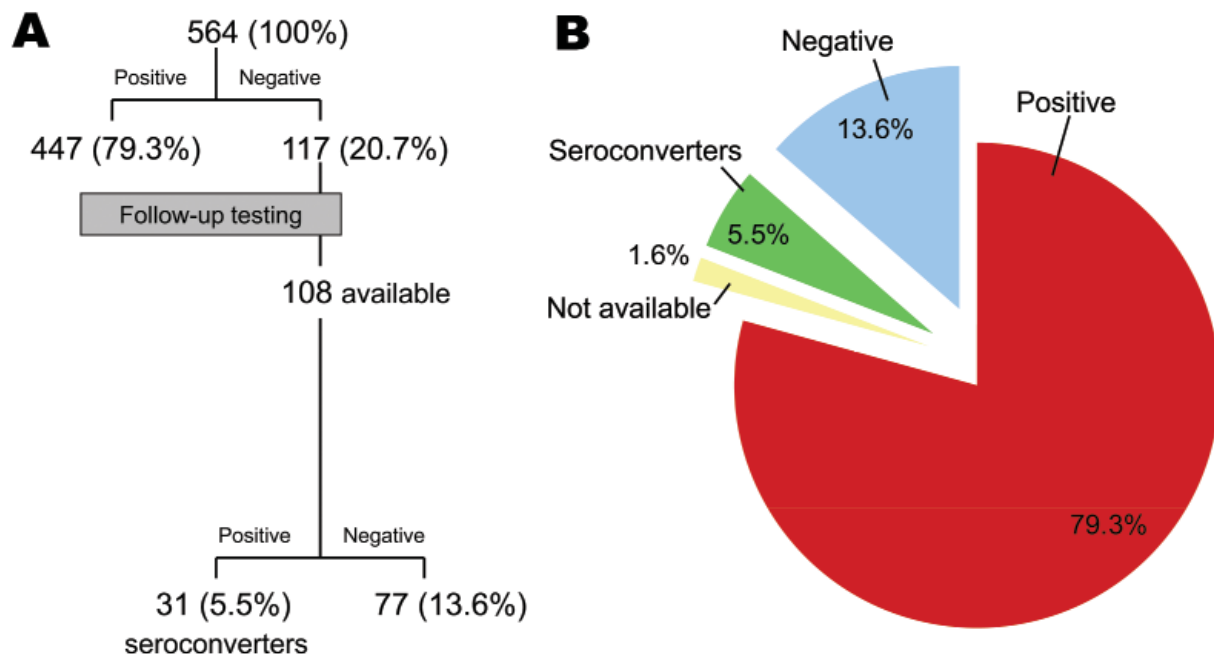 A
564 (100%)
Positive
Negative
447 (79.3%)
117 (20.7%)
Follow-up testing
108 available
Positive
Negative
31 (5.5%)
seroconverters
77 (13.6%)
B
Negative
13.6%
Positive
Seroconverters
5.5%
1.6%
Not available
79.3%